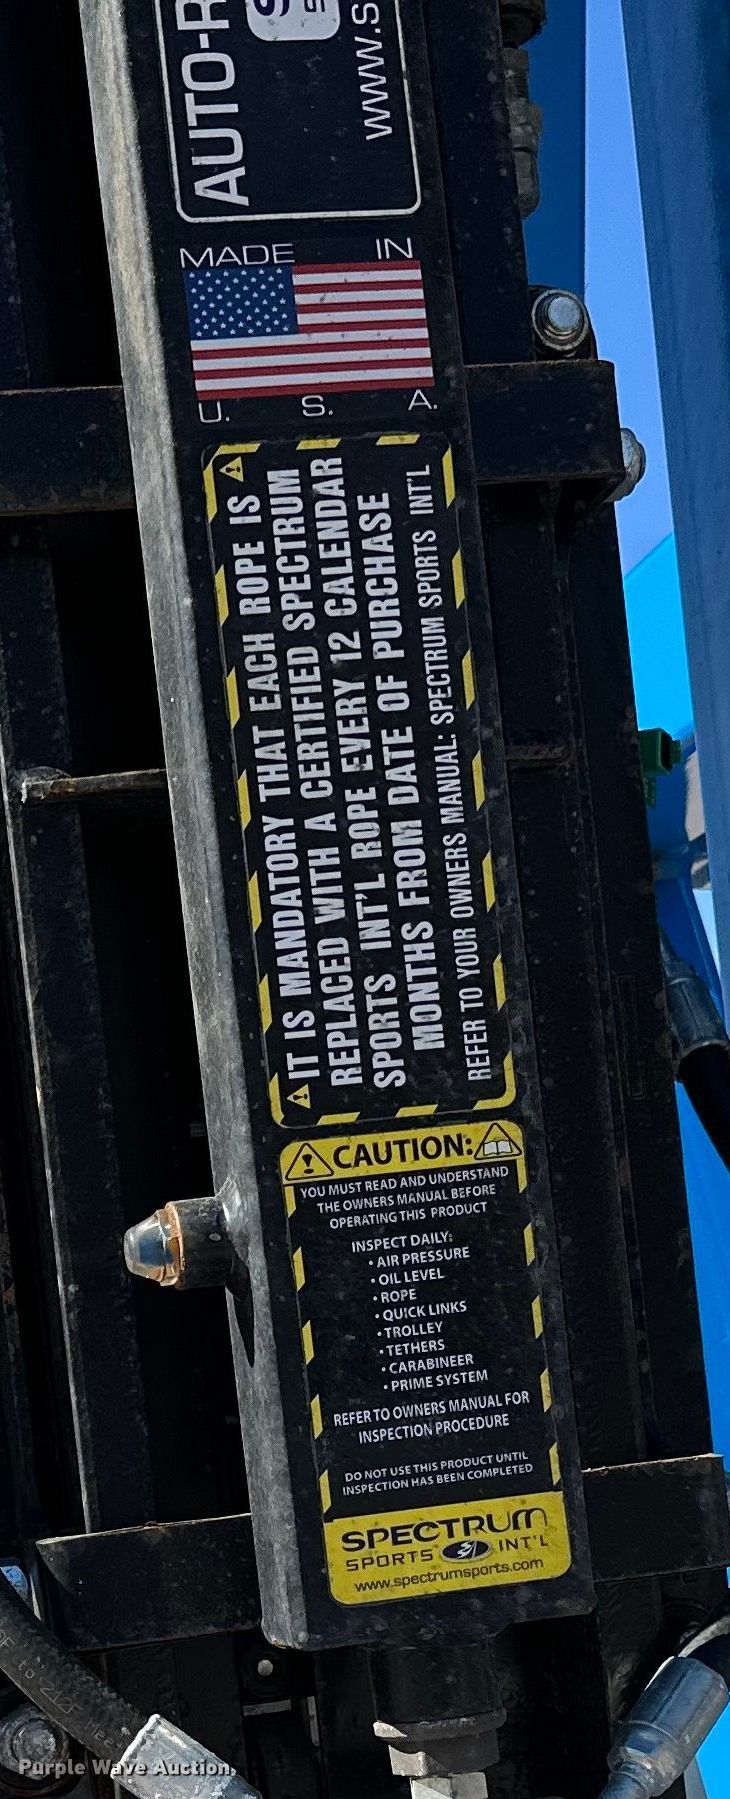 AUTO-R
S
WWW.S
MADE IN
U. S. A.
IT IS MANDATORY THAT EACH ROPE IS
REPLACED WITH A CERTIFIED SPECTRUM
SPORTS INT'L ROPE EVERY 12 CALENDAR
MONTHS FROM DATE OF PURCHASE
REFER TO YOUR OWNERS MANUAL: SPECTRUM SPORTS INT'L
CAUTION:
YOU MUST READ AND UNDERSTAND
THE OWNERS MANUAL BEFORE
OPERATING THIS PRODUCT
INSPECT DAILY:
• AIR PRESSURE
• OIL LEVEL
• ROPE
• QUICK LINKS
• TROLLEY
• TETHERS
• CARABINEER
• PRIME SYSTEM
REFER TO OWNERS MANUAL FOR
INSPECTION PROCEDURE
DO NOT USE THIS PRODUCT UNTIL
INSPECTION HAS BEEN COMPLETED
SPECTRUM
SPORTS INT'L
www.spectrumsports.com
to 212F
Purple Wave Auction